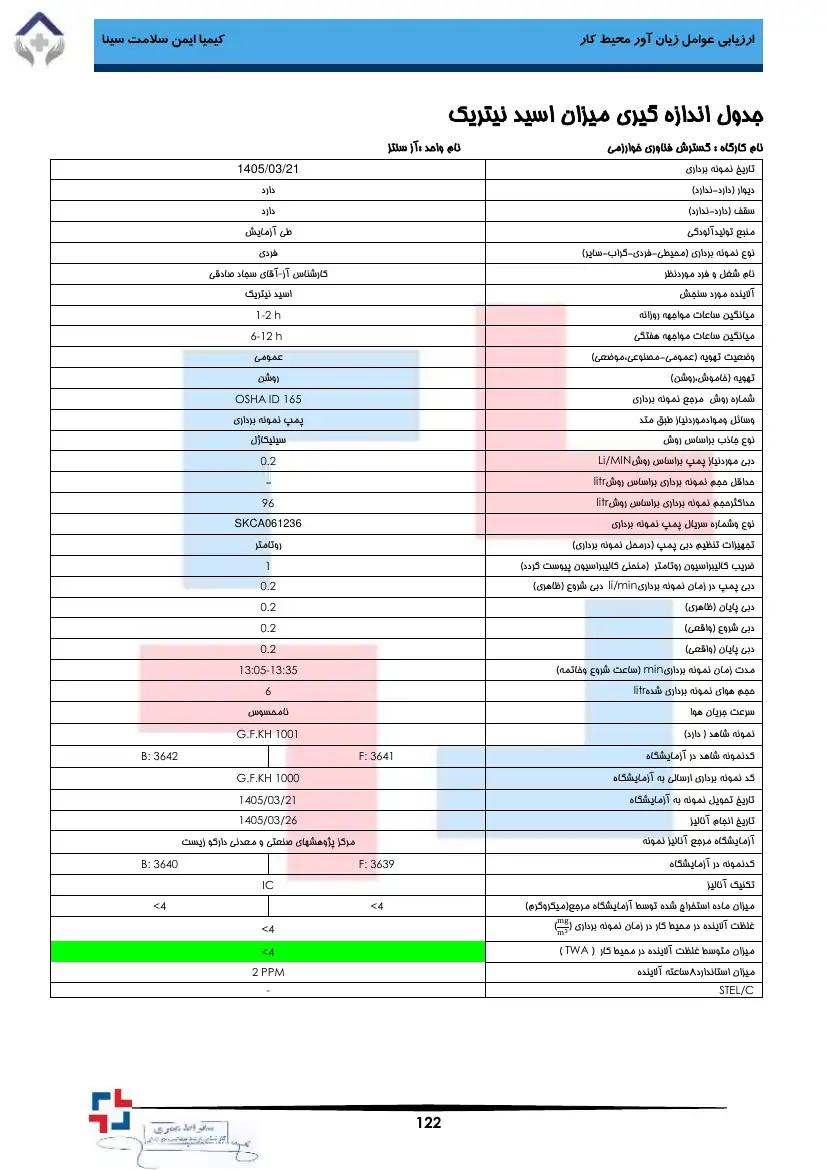 ارزیابی عوامل زیان آور محیط کار کیمیا ایمن سلامت سینا
جدول اندازه گیری میزان اسید نیتریک
نام کارگاه : گسترش فناوری خوارزمی نام واحد :آز سنتز
تاریخ نمونه برداری 1405/03/21
دیوار (دارد-ندارد) دارد
سقف (دارد-ندارد) دارد
منبع تولیدآلودگی طی آزمایش
نوع نمونه برداری (محیطی-فردی-گراب-سایر) فردی
نام شغل و فرد موردنظر کارشناس آز-آقای سجاد صادقی
آلاینده مورد سنجش اسید نیتریک
میانگین ساعات مواجهه روزانه 1-2 h
میانگین ساعات مواجهه هفتگی 6-12 h
وضعیت تهویه (عمومی-مصنوعی،موضعی) عمومی
تهویه (خاموش،روشن) روشن
شماره روش مرجع نمونه برداری OSHA ID 165
وسائل وموادموردنیاز طبق متد پمپ نمونه برداری
نوع جاذب براساس روش سیلیکاژل
دبی موردنیاز پمپ براساس روشLi/MIN 0.2
حداقل حجم نمونه برداری براساس روشlitr –
حداکثرحجم نمونه برداری براساس روشlitr 96
نوع وشماره سریال پمپ نمونه برداری SKCA061236
تجهیزات تنظیم دبی پمپ (درمحل نمونه برداری) روتامتر
ضریب کالیبراسیون روتامتر (منحنی کالیبراسیون پیوست گردد) 1
دبی پمپ در زمان نمونه برداریli/min دبی شروع (ظاهری) 0.2
دبی پایان (ظاهری) 0.2
دبی شروع (واقعی) 0.2
دبی پایان (واقعی) 0.2
مدت زمان نمونه برداریmin (ساعت شروع وخاتمه) 13:05-13:35
حجم هوای نمونه برداری شدهlitr 6
سرعت جریان هوا نامحسوس
نمونه شاهد ( دارد) G.F.KH 1001
کدنمونه شاهد در آزمایشگاه F: 3641 B: 3642
کد نمونه برداری ارسالی به آزمایشگاه G.F.KH 1000
تاریخ تحویل نمونه به آزمایشگاه 1405/03/21
تاریخ انجام آنالیز 1405/03/26
آزمایشگاه مرجع آنالیز نمونه مرکز پژوهشهای صنعتی و معدنی دارکو زیست
کدنمونه در آزمایشگاه F: 3639 B: 3640
تکنیک آنالیز IC
میزان ماده استخراج شده توسط آزمایشگاه مرجع(میکروگرم) <4 <4
غلظت آلاینده در محیط کار در زمان نمونه برداری (mg/m³) <4
میزان متوسط غلظت آلاینده در محیط کار ( TWA ) <4
میزان استاندارد۸ساعته آلاینده 2 PPM
STEL/C -
122